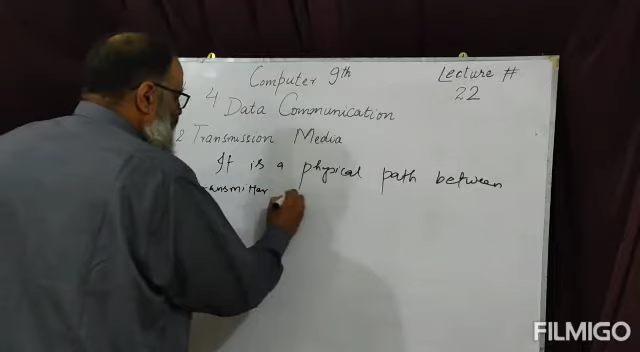 Computer 9th
Lecture #
22
4 Data Communication
2 Transmission Media
It is a physical path between
transmitter
FILMIGO